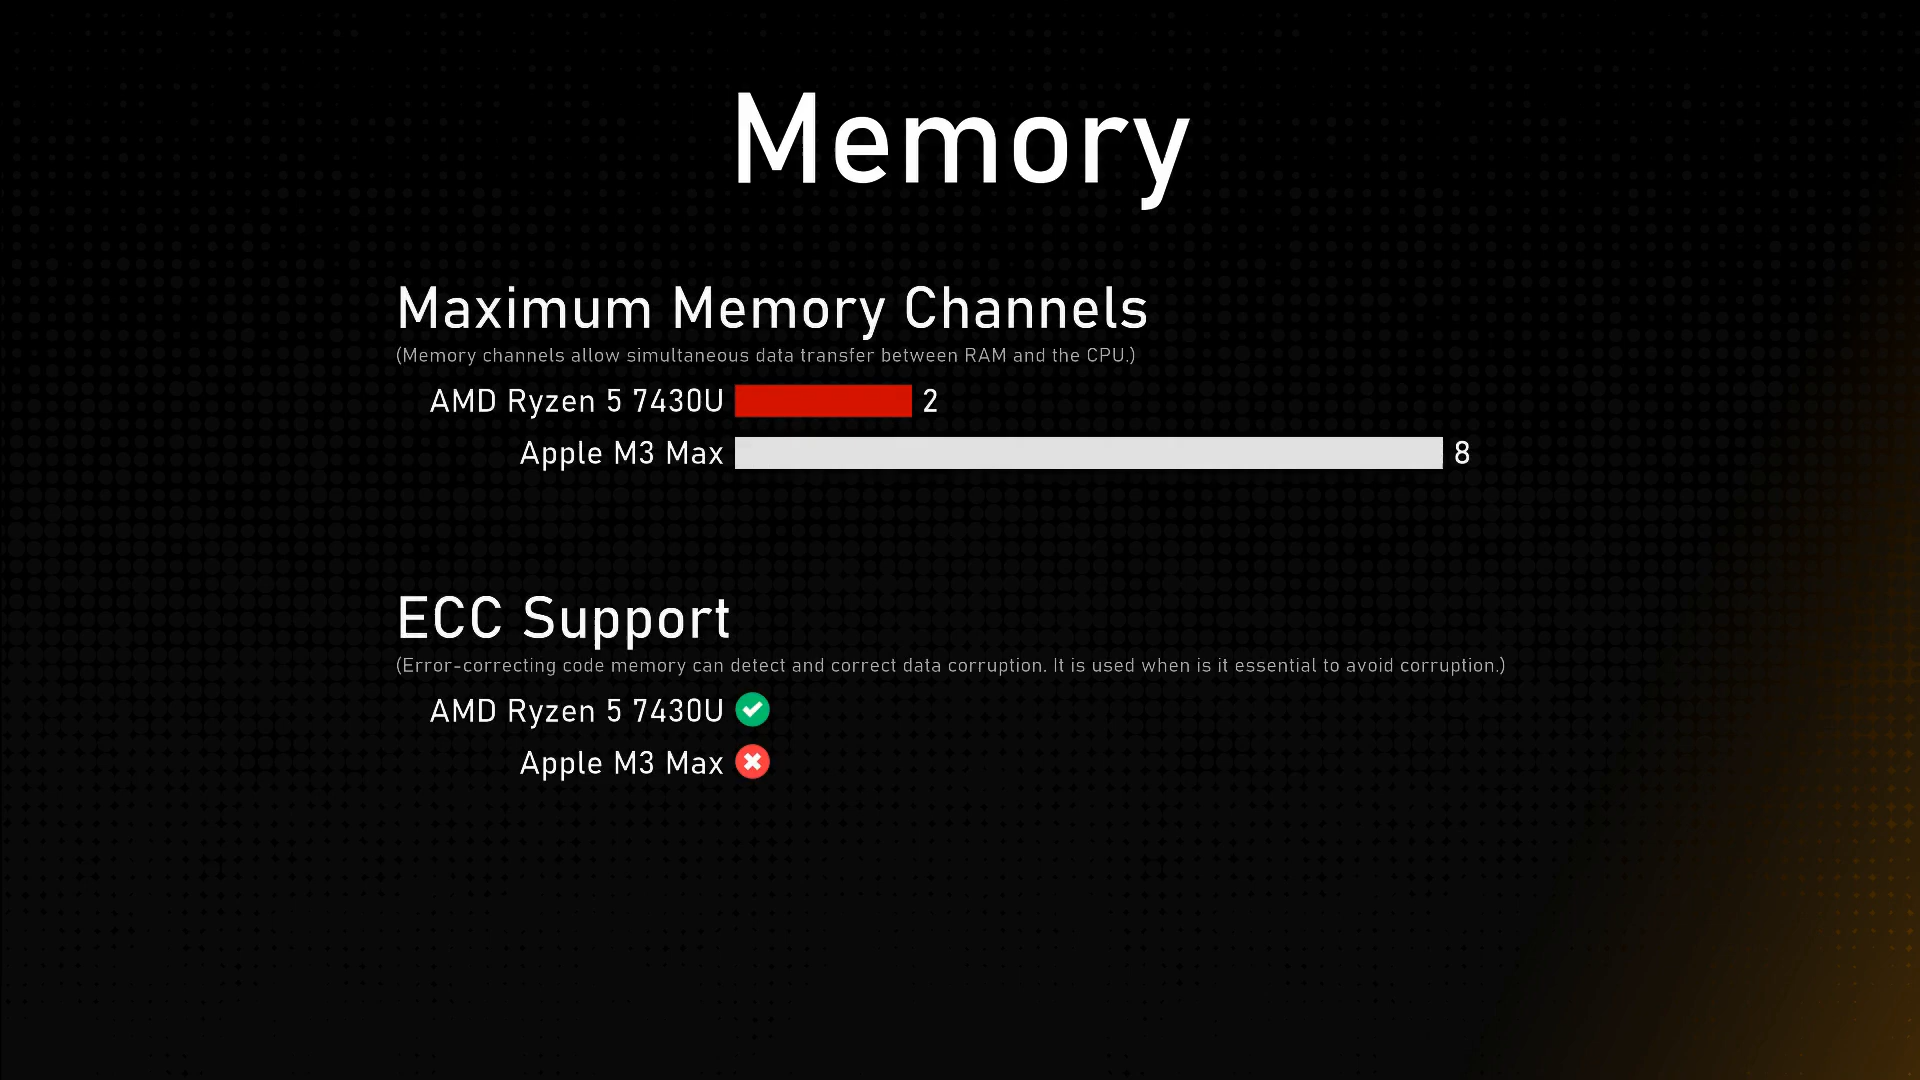 Memory
Maximum Memory Channels
(Memory channels allow simultaneous data transfer between RAM and the CPU.)
AMD Ryzen 5 7430U 2
Apple M3 Max 8
ECC Support
(Error-correcting code memory can detect and correct data corruption. It is used when is it essential to avoid corruption.)
AMD Ryzen 5 7430U
Apple M3 Max